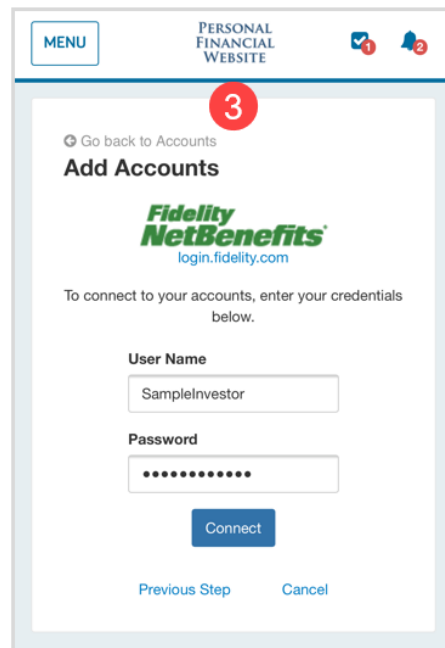 MENU
PERSONAL
FINANCIAL
WEBSITE
1
2
3
Go back to Accounts
Add Accounts
Fidelity
NetBenefits®
login.fidelity.com
To connect to your accounts, enter your credentials
below.
User Name
SampleInvestor
Password
••••••••••••
Connect
Previous Step Cancel